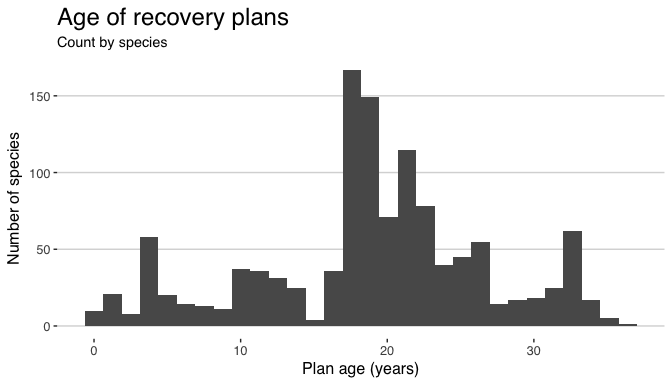 Age of recovery plans
Count by species
Number of species
150
100
50
0
0 10 20 30
Plan age (years)